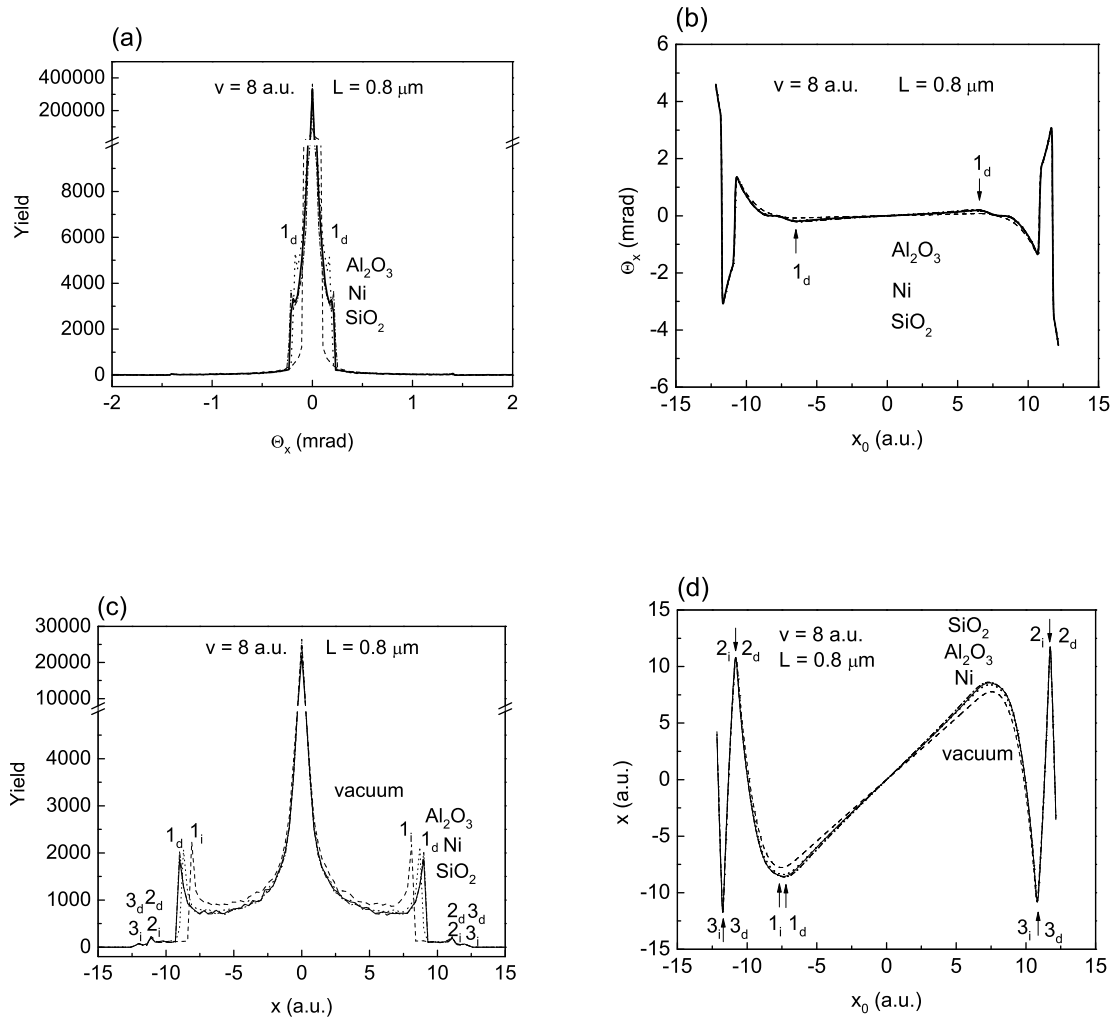 (a)
v = 8 a.u. L = 0.8 μm
400000
200000
8000
6000
4000
2000
0
Yield
1d 1d
Al2O3
Ni
SiO2
-2 -1 0 1 2
Θx (mrad)
(b)
v = 8 a.u. L = 0.8 μm
6
4
2
0
-2
-4
-6
Θx (mrad)
1d
1d
Al2O3
Ni
SiO2
-15 -10 -5 0 5 10 15
x0 (a.u.)
(c)
v = 8 a.u. L = 0.8 μm
30000
20000
10000
4000
3000
2000
1000
0
Yield
vacuum
1d 1i
1i 1d
Al2O3
Ni
SiO2
3d 2d
3i 2i
2d 3d
2i 3i
-15 -10 -5 0 5 10 15
x (a.u.)
(d)
v = 8 a.u.
L = 0.8 μm
15
10
5
0
-5
-10
-15
x (a.u.)
SiO2
Al2O3
Ni
vacuum
2i 2d
2i 2d
3i 3d
1i 1d
3i 3d
-15 -10 -5 0 5 10 15
x0 (a.u.)